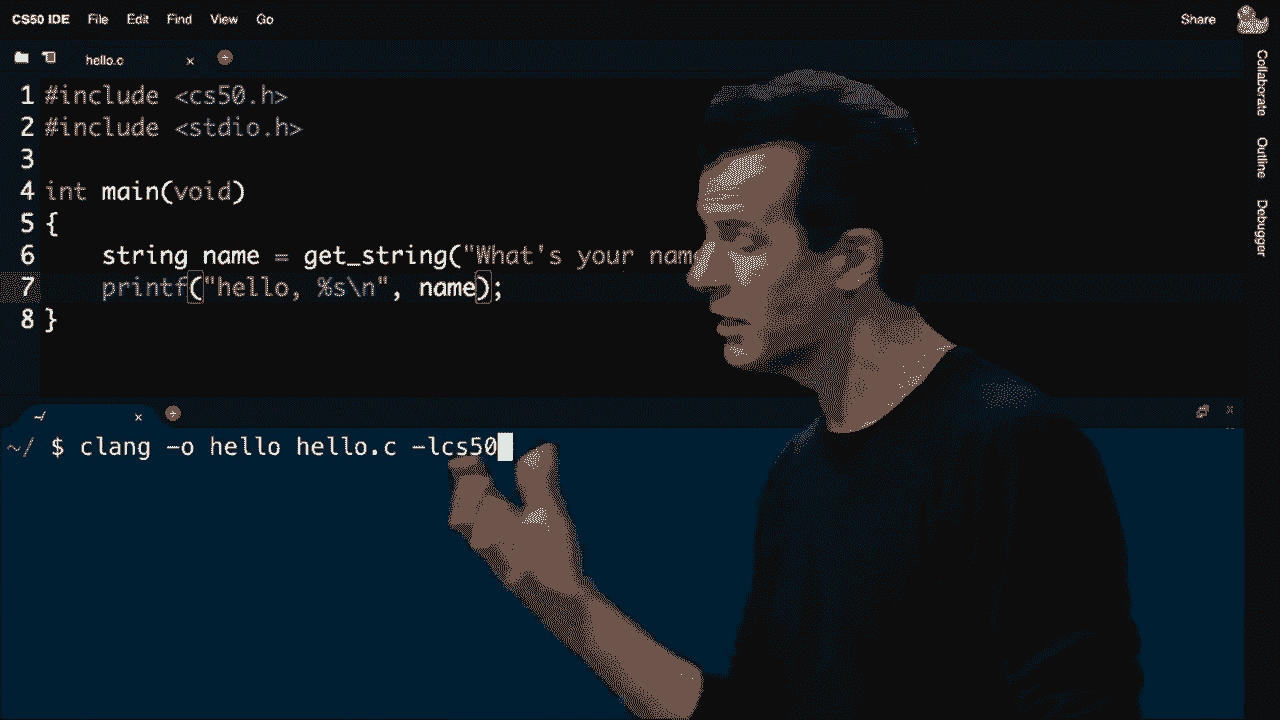 CS50 IDE File Edit Find View Go Share
hello.c
Collaborate
Outline
Debugger
1 #include <cs50.h>
2 #include <stdio.h>
3
4 int main(void)
5 {
6 string name = get_string("What's your nam
7 printf("hello, %s\n", name);
8 }
~/
~/ $ clang -o hello hello.c -lcs50